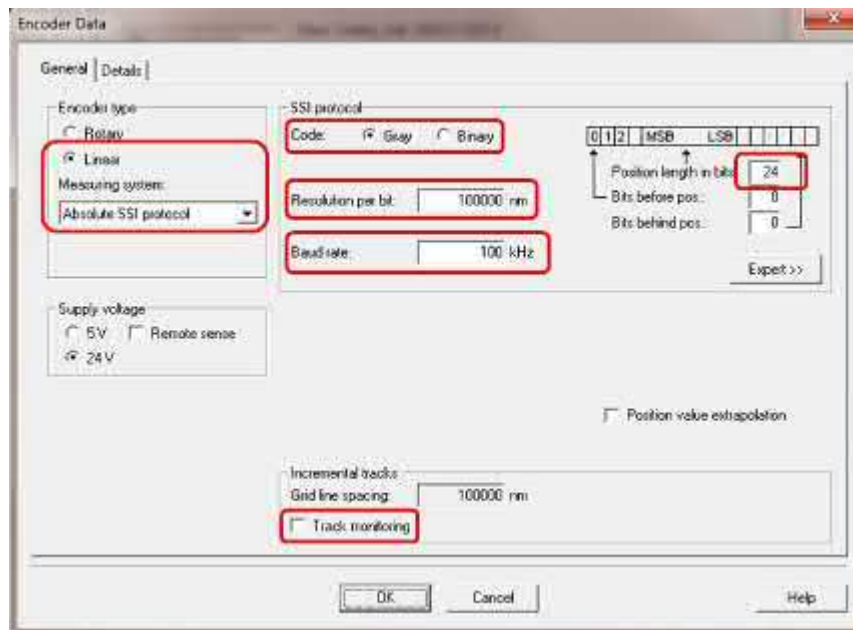 Encoder Data
General
Details
Encoder type
Rotary
Linear
Measuring system:
Absolute SSI protocol
Supply voltage
5 V
Remote sense
24 V
SSI protocol
Code:
Gray
Binary
Resolution per bit:
100000 nm
Baud rate:
100 kHz
0 1 2 MSB LSB
Position length in bits
24
Bits before pos.:
0
Bits behind pos.:
0
Expert >>
Position value extrapolation
Incremental tracks
Grid line spacing:
100000 nm
Track monitoring
OK
Cancel
Help